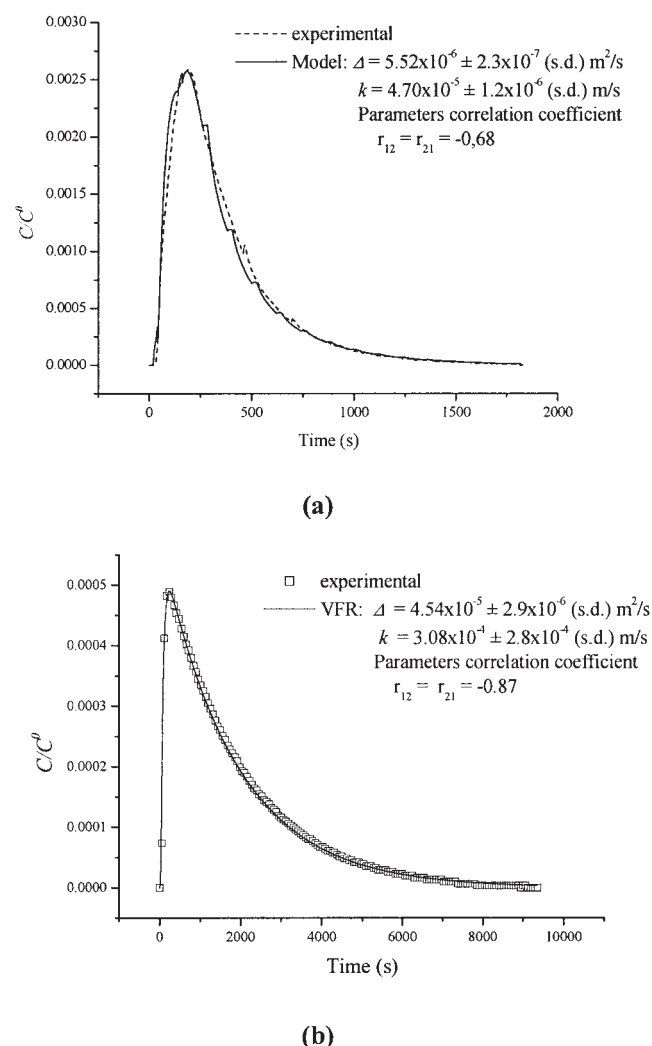 0.0030
0.0025
0.0020
0.0015
0.0010
0.0005
0.0000
C/C⁰
experimental
Model: Δ = 5.52x10⁻⁶ ± 2.3x10⁻⁷ (s.d.) m²/s
k = 4.70x10⁻⁵ ± 1.2x10⁻⁶ (s.d.) m/s
Parameters correlation coefficient
r₁₂ = r₂₁ = -0,68
0 500 1000 1500 2000
Time (s)
(a)
0.0005
0.0004
0.0003
0.0002
0.0001
0.0000
C/C⁰
experimental
VFR: Δ = 4.54x10⁻⁵ ± 2.9x10⁻⁶ (s.d.) m²/s
k = 3.08x10⁻⁴ ± 2.8x10⁻⁴ (s.d.) m/s
Parameters correlation coefficient
r₁₂ = r₂₁ = -0.87
0 2000 4000 6000 8000 10000
Time (s)
(b)